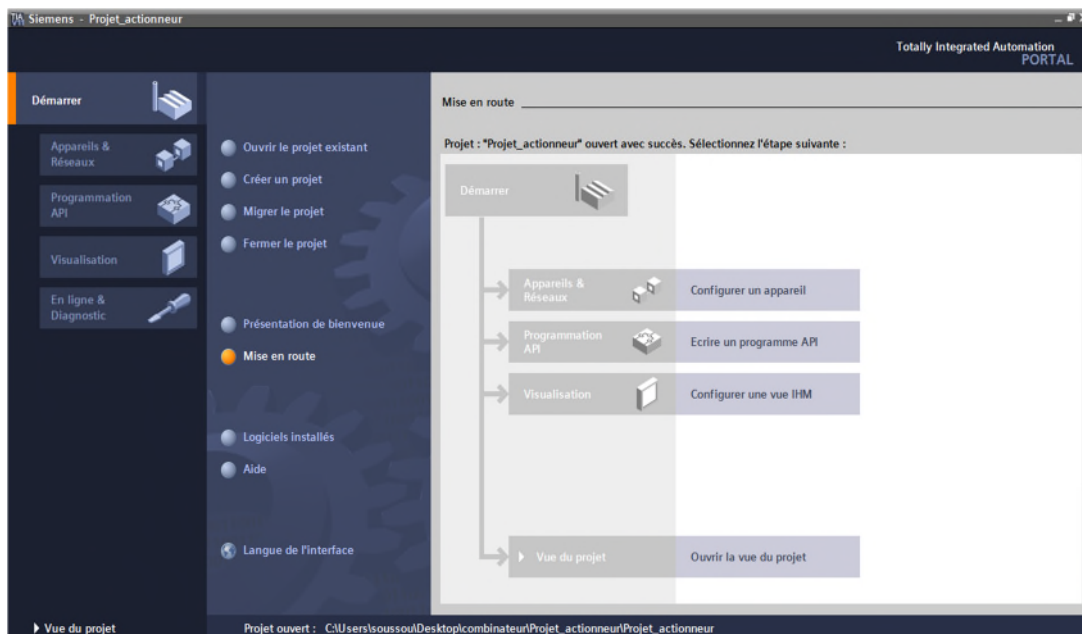 Siemens - Projet_actionneur
Totally Integrated Automation
PORTAL
Démarrer
Appareils &
Réseaux
Programmation
API
Visualisation
En ligne &
Diagnostic
Ouvrir le projet existant
Créer un projet
Migrer le projet
Fermer le projet
Présentation de bienvenue
Mise en route
Logiciels installés
Aide
Langue de l'interface
Mise en route
Projet : "Projet_actionneur" ouvert avec succès. Sélectionnez l'étape suivante :
Démarrer
Appareils &
Réseaux
Configurer un appareil
Programmation
API
Ecrire un programme API
Visualisation
Configurer une vue IHM
Vue du projet
Ouvrir la vue du projet
Vue du projet
Projet ouvert : C:\Users\soussou\Desktop\combinateur\Projet_actionneur\Projet_actionneur